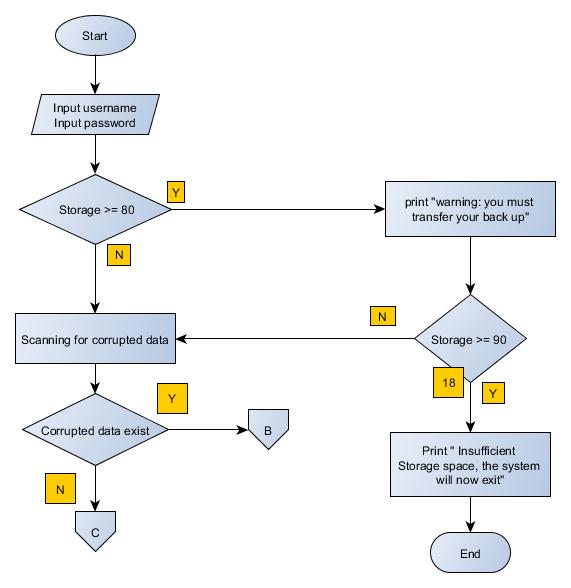 Start
Input username
Input password
Storage >= 80
Y
N
print "warning: you must
transfer your back up"
Storage >= 90
N
18
Y
Scanning for corrupted data
Corrupted data exist
Y
N
B
C
Print " Insufficient
Storage space, the system
will now exit"
End